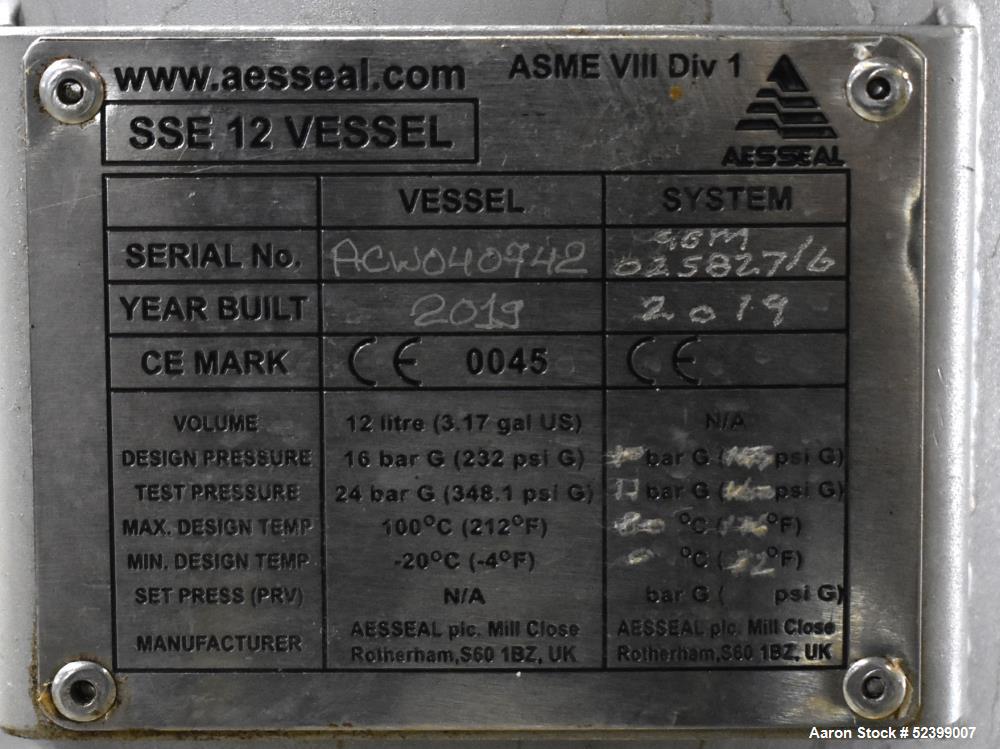 www.aesseal.com
ASME VIII Div 1
SSE 12 VESSEL
AESSEAL
VESSEL SYSTEM
SERIAL No. ACW040742 025827/6
YEAR BUILT 2019 2019
CE MARK CE 0045 CE
VOLUME 12 litre (3.17 gal US) N/A
DESIGN PRESSURE 16 bar G (232 psi G) bar G ( psi G)
TEST PRESSURE 24 bar G (348.1 psi G) 11 bar G ( psi G)
MAX. DESIGN TEMP 100°C (212°F) °C ( °F)
MIN. DESIGN TEMP -20°C (-4°F) °C ( °F)
SET PRESS (PRV) N/A bar G ( psi G)
MANUFACTURER AESSEAL plc. Mill Close Rotherham,S60 1BZ, UK AESSEAL plc. Mill Close Rotherham,S60 1BZ, UK
Aaron Stock # 52399007